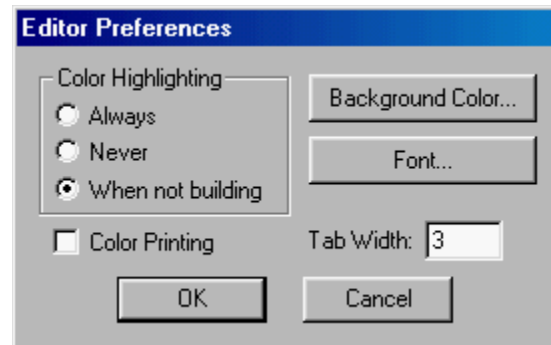 Editor Preferences
Color Highlighting
Always
Never
When not building
Background Color...
Font...
Color Printing
Tab Width: 3
OK
Cancel